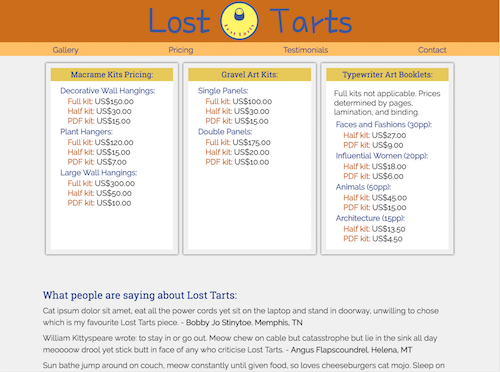 Lost Tarts
Lost Tarts
Gallery Pricing Testimonials Contact
Macrame Kits Pricing:
Decorative Wall Hangings:
Full kit: US$150.00
Half kit: US$30.00
PDF kit: US$15.00
Plant Hangers:
Full kit: US$120.00
Half kit: US$15.00
PDF kit: US$7.00
Large Wall Hangings:
Full kit: US$300.00
Half kit: US$50.00
PDF kit: US$10.00
Gravel Art Kits:
Single Panels:
Full kit: US$100.00
Half kit: US$30.00
PDF kit: US$15.00
Double Panels:
Full kit: US$175.00
Half kit: US$20.00
PDF kit: US$10.00
Typewriter Art Booklets:
Full kits not applicable. Prices
determined by pages,
lamination, and binding.
Faces and Fashions (30pp):
Half kit: US$27.00
PDF kit: US$9.00
Influential Women (20pp):
Half kit: US$18.00
PDF kit: US$6.00
Animals (50pp):
Half kit: US$45.00
PDF kit: US$15.00
Architecture (15pp):
Half kit: US$13.50
PDF kit: US$4.50
What people are saying about Lost Tarts:
Cat ipsum dolor sit amet, eat all the power cords yet sit on the laptop and stand in doorway, unwilling to chose
which is my favourite Lost Tarts piece. - Bobby Jo Stinytoe, Memphis, TN
William Kittyspeare wrote: to stay in or go out. Meow chew on cable but catasstrophe but lie in the sink all day
meoooow drool yet stick butt in face of any who criticise Lost Tarts. - Angus Flapscoundrel, Helena, MT
Sun bathe jump around on couch, meow constantly until given food, so loves cheeseburgers cat mojo. Sleep on